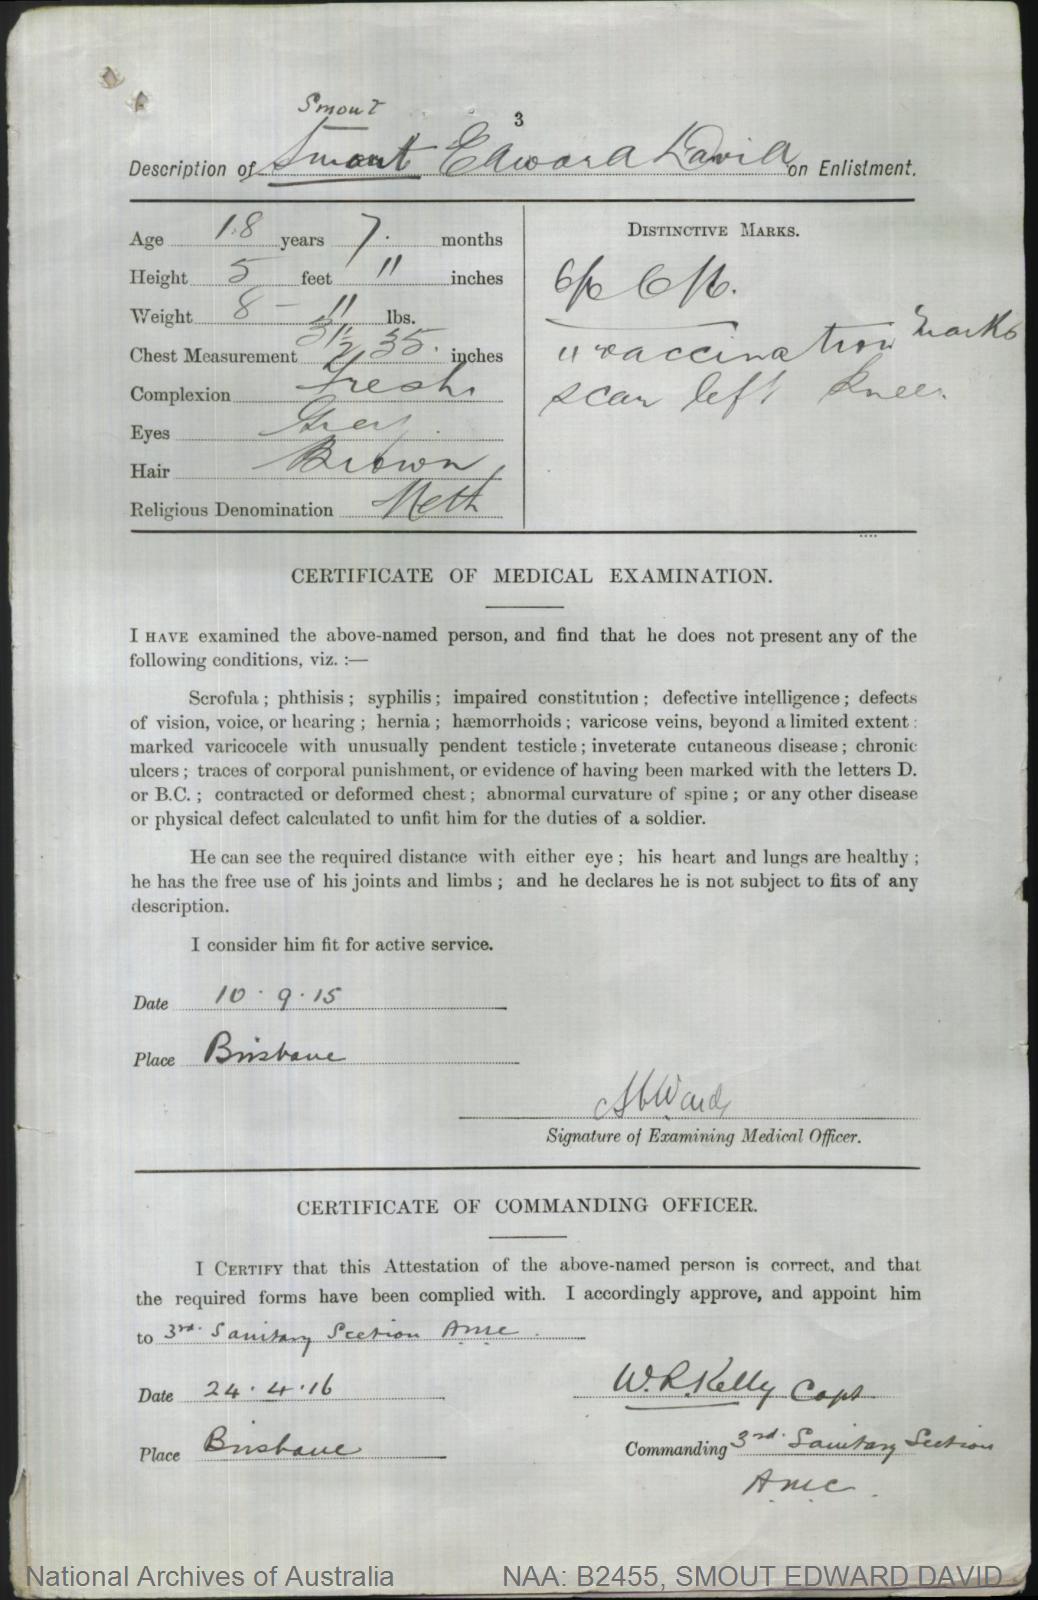 Smout
3
Description of Smout Edward David on Enlistment.
Age 18 years 7. months
Height 5 feet 11 inches
Weight 8 - 11 lbs.
Chest Measurement 31½ 35. inches
Complexion Fresh
Eyes Grey.
Hair Brown
Religious Denomination Meth
DISTINCTIVE MARKS.
vaccination marks
scar left knee.
CERTIFICATE OF MEDICAL EXAMINATION.
I HAVE examined the above-named person, and find that he does not present any of the
following conditions, viz. :—
Scrofula ; phthisis ; syphilis ; impaired constitution ; defective intelligence ; defects
of vision, voice, or hearing ; hernia ; hæmorrhoids ; varicose veins, beyond a limited extent :
marked varicocele with unusually pendent testicle ; inveterate cutaneous disease ; chronic
ulcers ; traces of corporal punishment, or evidence of having been marked with the letters D.
or B.C. ; contracted or deformed chest ; abnormal curvature of spine ; or any other disease
or physical defect calculated to unfit him for the duties of a soldier.
He can see the required distance with either eye ; his heart and lungs are healthy ;
he has the free use of his joints and limbs ; and he declares he is not subject to fits of any
description.
I consider him fit for active service.
Date 10 . 9 . 15
Place Brisbane
Signature of Examining Medical Officer.
CERTIFICATE OF COMMANDING OFFICER.
I CERTIFY that this Attestation of the above-named person is correct, and that
the required forms have been complied with. I accordingly approve, and appoint him
to 3rd. Sanitary Section AMC.
Date 24 . 4 . 16
W.R. Kelly Capt
Place Brisbane
Commanding 3rd. Sanitary Section
AMC.
National Archives of Australia
NAA: B2455, SMOUT EDWARD DAVID